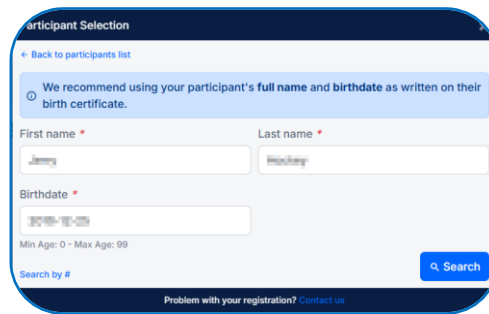 articipant Selection
← Back to participants list
We recommend using your participant's full name and birthdate as written on their
birth certificate.
First name *
Last name *
Birthdate *
Min Age: 0 - Max Age: 99
Search by #
Search
Problem with your registration? Contact us